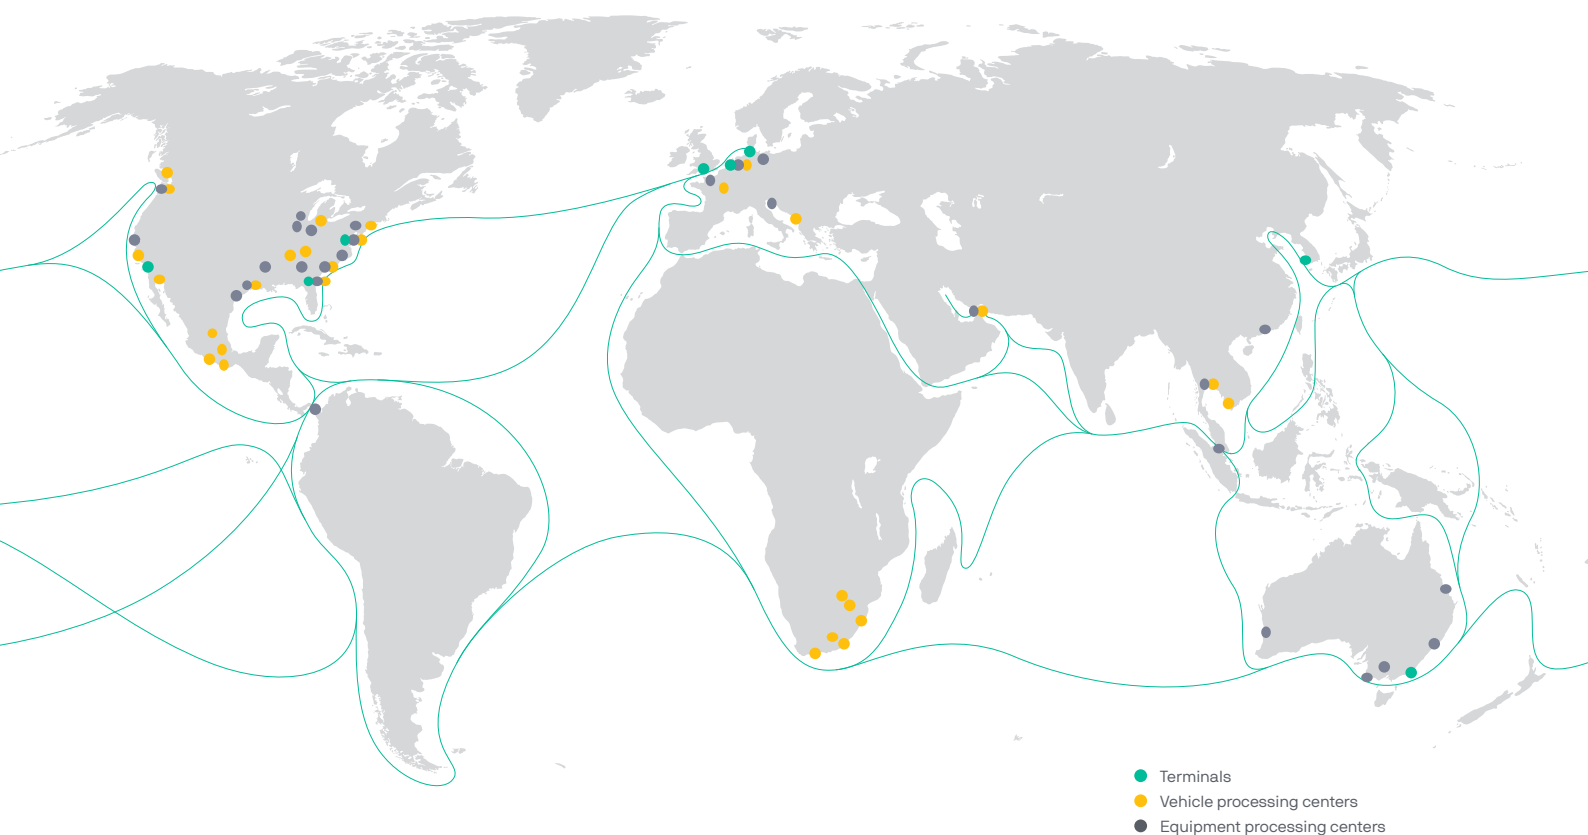 Terminals
Vehicle processing centers
Equipment processing centers